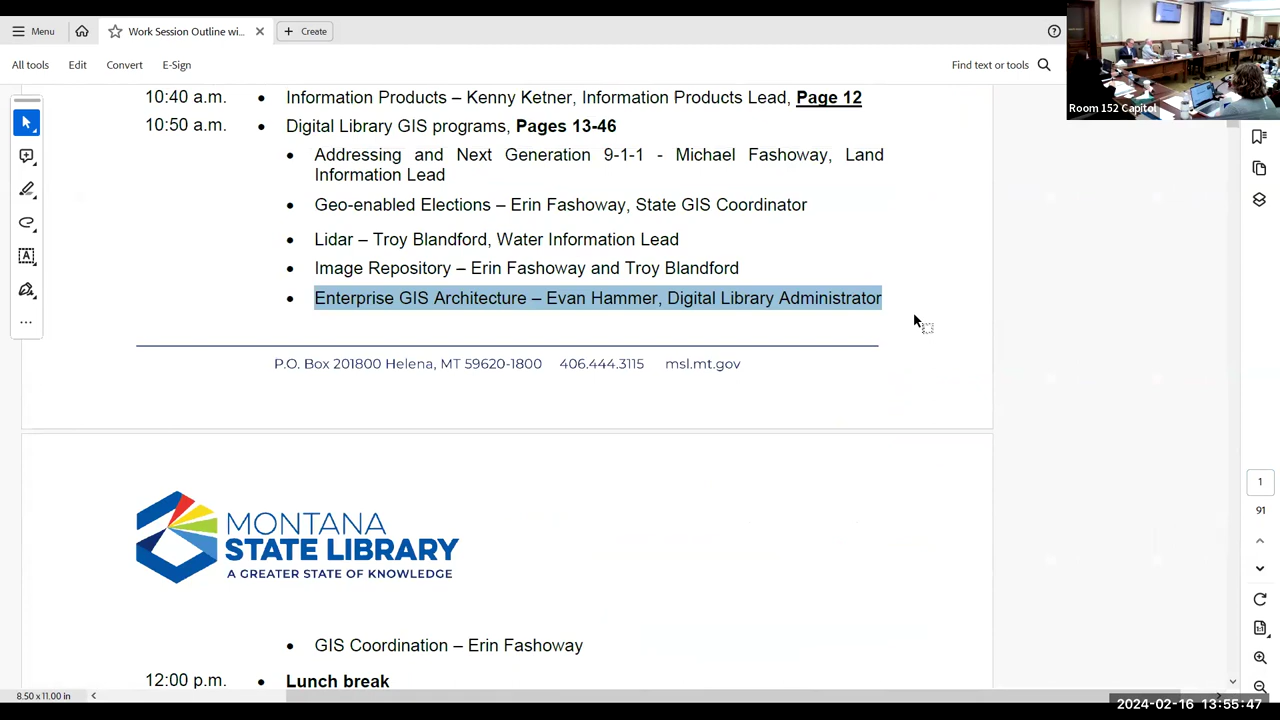 Menu
Work Session Outline wi...
Create
All tools
Edit
Convert
E-Sign
Find text or tools
Room 152 Capitol
10:40 a.m. • Information Products – Kenny Ketner, Information Products Lead, Page 12
10:50 a.m. • Digital Library GIS programs, Pages 13-46
• Addressing and Next Generation 9-1-1 - Michael Fashoway, Land
Information Lead
• Geo-enabled Elections – Erin Fashoway, State GIS Coordinator
• Lidar – Troy Blandford, Water Information Lead
• Image Repository – Erin Fashoway and Troy Blandford
• Enterprise GIS Architecture – Evan Hammer, Digital Library Administrator
P.O. Box 201800 Helena, MT 59620-1800 406.444.3115 msl.mt.gov
MONTANA
STATE LIBRARY
A GREATER STATE OF KNOWLEDGE
• GIS Coordination – Erin Fashoway
12:00 p.m. • Lunch break
1
91
8.50 x 11.00 in
2024-02-16 13:55:47